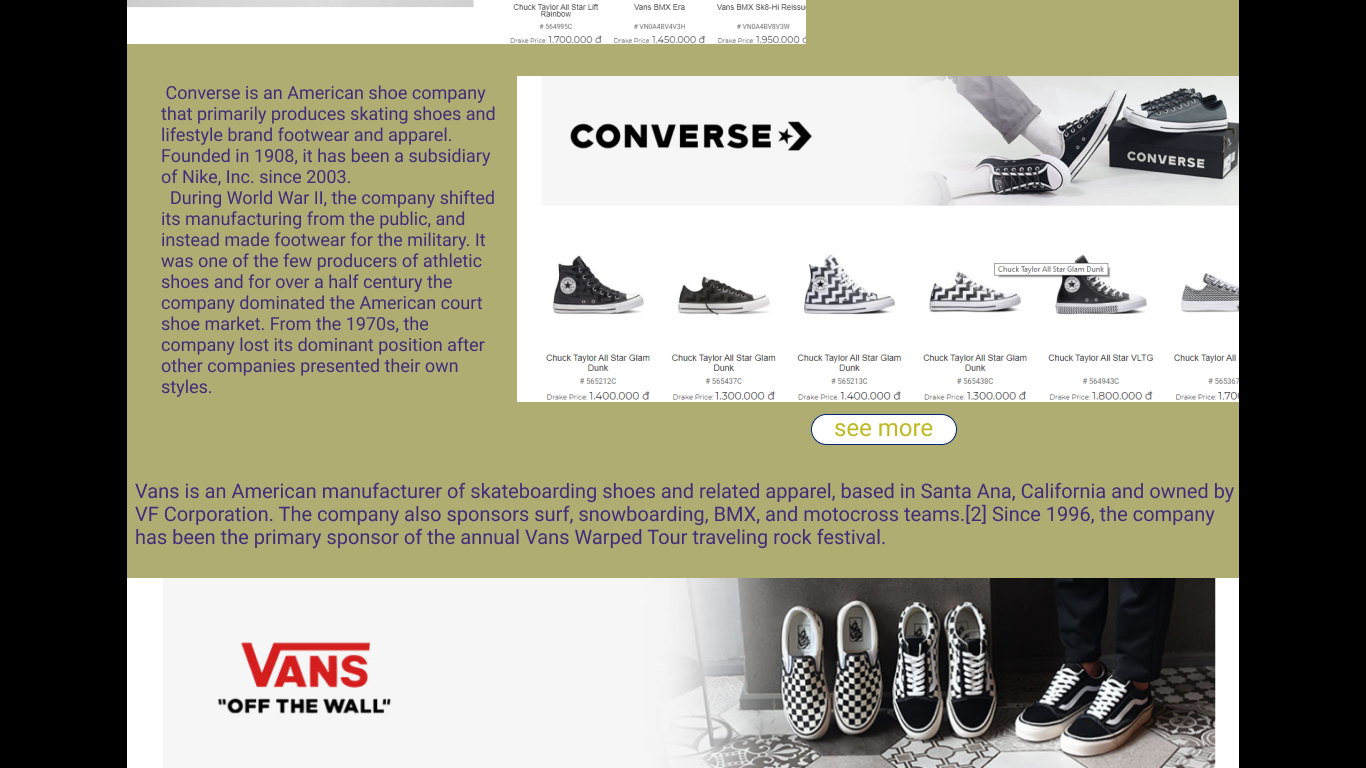 Chuck Taylor All Star Lift
Rainbow
Vans BMX Era
Vans BMX Sk8-Hi Reissu
# 564995C
# VN0A4BV4V3H
# VN0A4BV8V3W
Drake Price: 1.700.000 đ
Drake Price: 1.450.000 đ
Drake Price: 1.950.000 đ
Converse is an American shoe company
that primarily produces skating shoes and
lifestyle brand footwear and apparel.
Founded in 1908, it has been a subsidiary
of Nike, Inc. since 2003.
During World War II, the company shifted
its manufacturing from the public, and
instead made footwear for the military. It
was one of the few producers of athletic
shoes and for over a half century the
company dominated the American court
shoe market. From the 1970s, the
company lost its dominant position after
other companies presented their own
styles.
CONVERSE
CONVERSE
Chuck Taylor All Star Glam Dunk
Chuck Taylor All Star Glam
Dunk
# 565212C
Drake Price: 1.400.000 đ
Chuck Taylor All Star Glam
Dunk
# 565437C
Drake Price: 1.300.000 đ
Chuck Taylor All Star Glam
Dunk
# 565213C
Drake Price: 1.400.000 đ
Chuck Taylor All Star Glam
Dunk
# 565438C
Drake Price: 1.300.000 đ
Chuck Taylor All Star VLTG
# 564943C
Drake Price: 1.800.000 đ
Chuck Taylor All
# 565367
Drake Price: 1.700
see more
Vans is an American manufacturer of skateboarding shoes and related apparel, based in Santa Ana, California and owned by
VF Corporation. The company also sponsors surf, snowboarding, BMX, and motocross teams.[2] Since 1996, the company
has been the primary sponsor of the annual Vans Warped Tour traveling rock festival.
VANS
"OFF THE WALL"